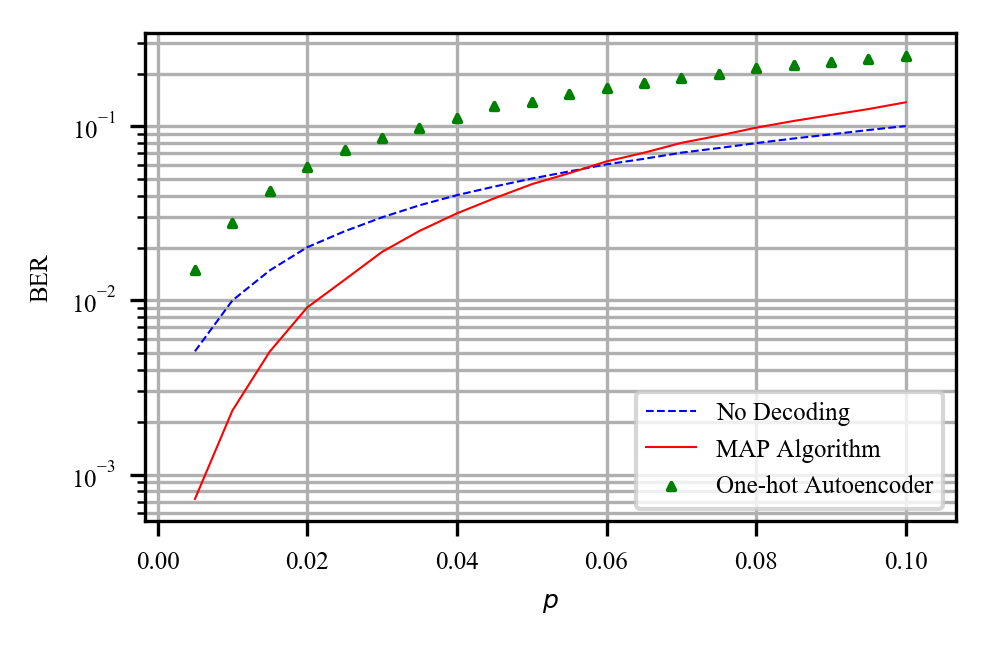 10⁻¹
10⁻²
10⁻³
BER
0.00 0.02 0.04 0.06 0.08 0.10
p
No Decoding
MAP Algorithm
One-hot Autoencoder